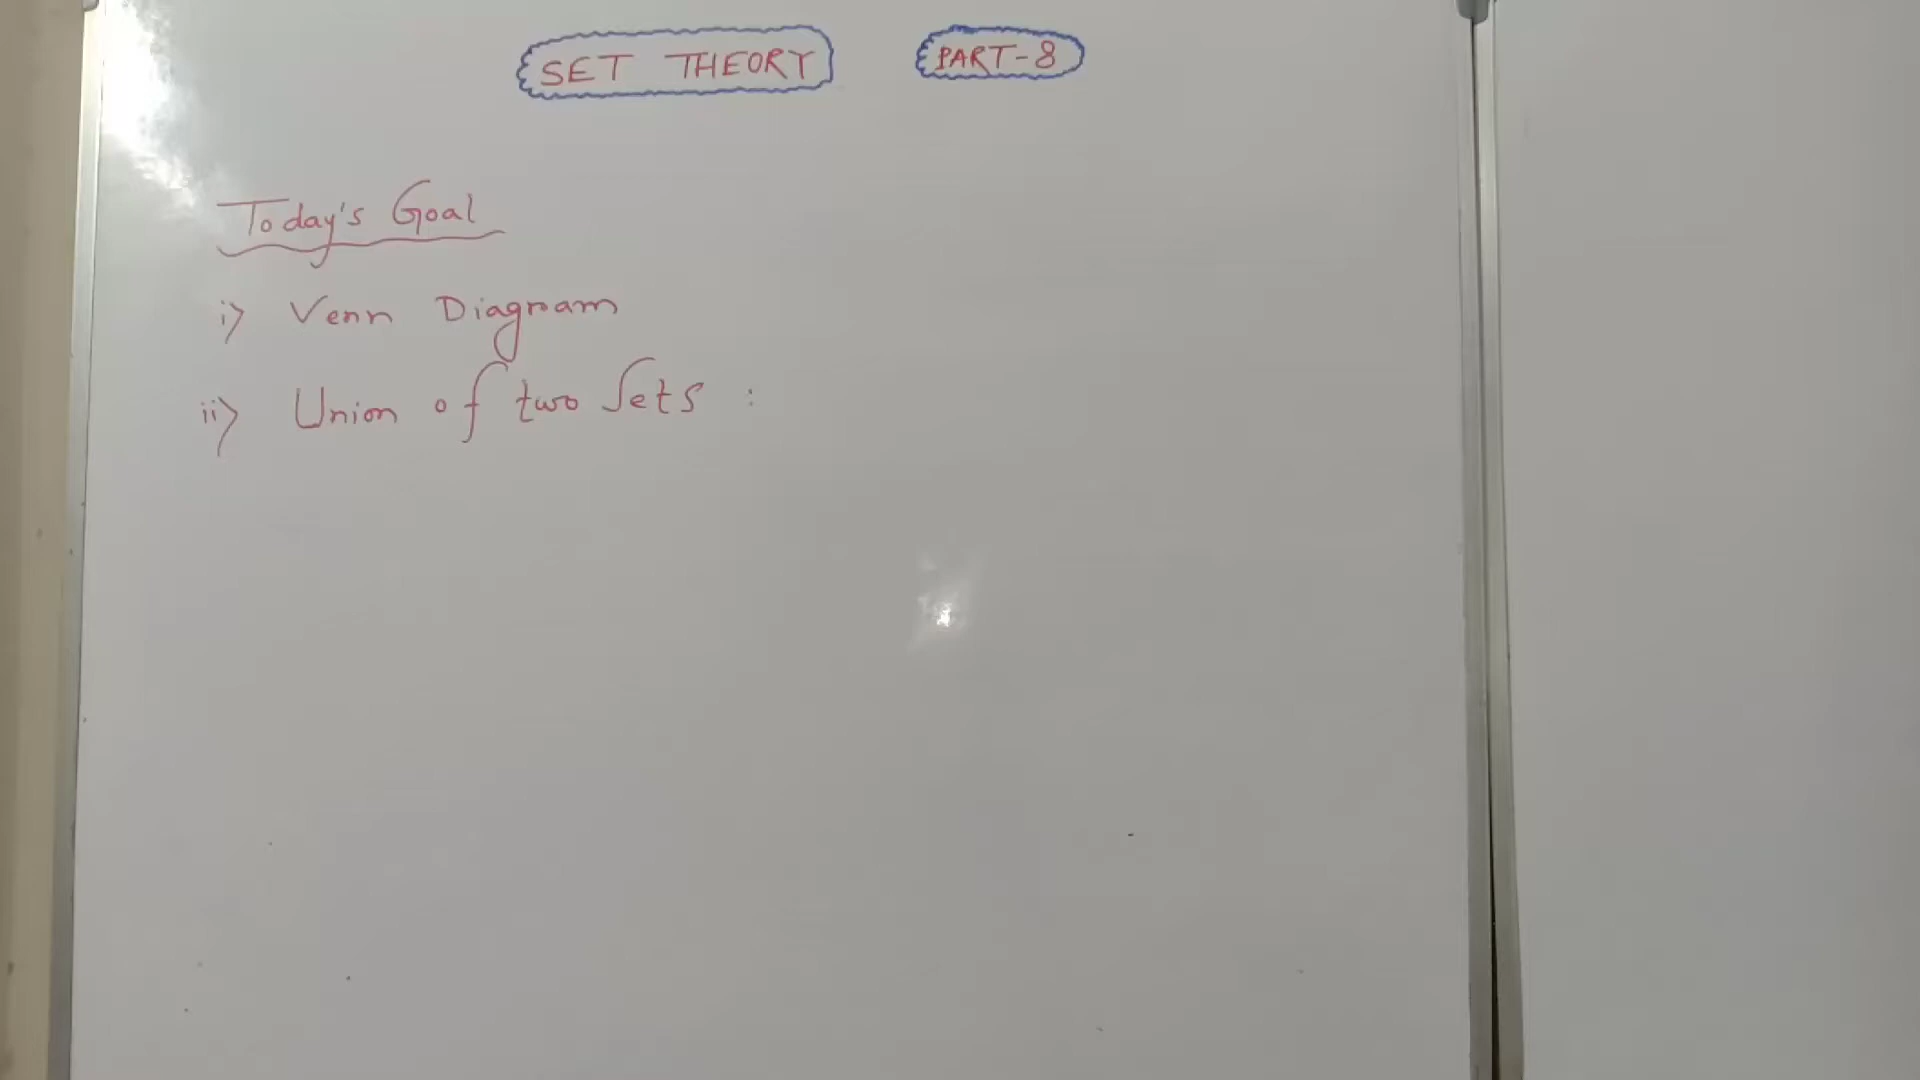 SET THEORY PART-8
Today's Goal
i> Venn Diagram
ii> Union of two Sets :